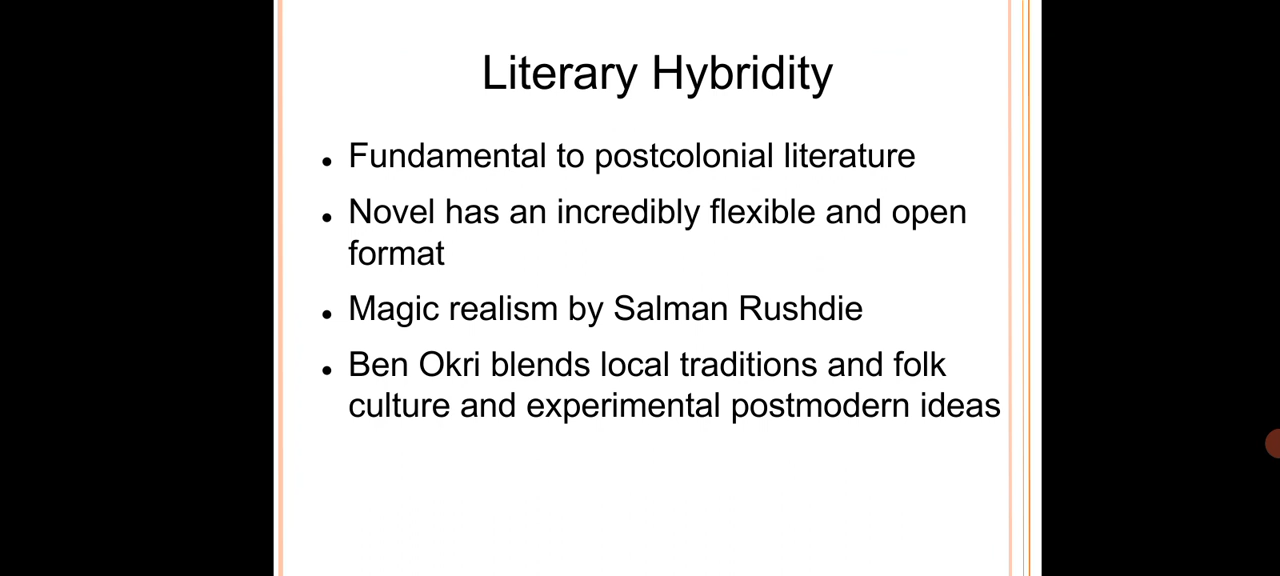 Literary Hybridity
• Fundamental to postcolonial literature
• Novel has an incredibly flexible and open
format
• Magic realism by Salman Rushdie
• Ben Okri blends local traditions and folk
culture and experimental postmodern ideas